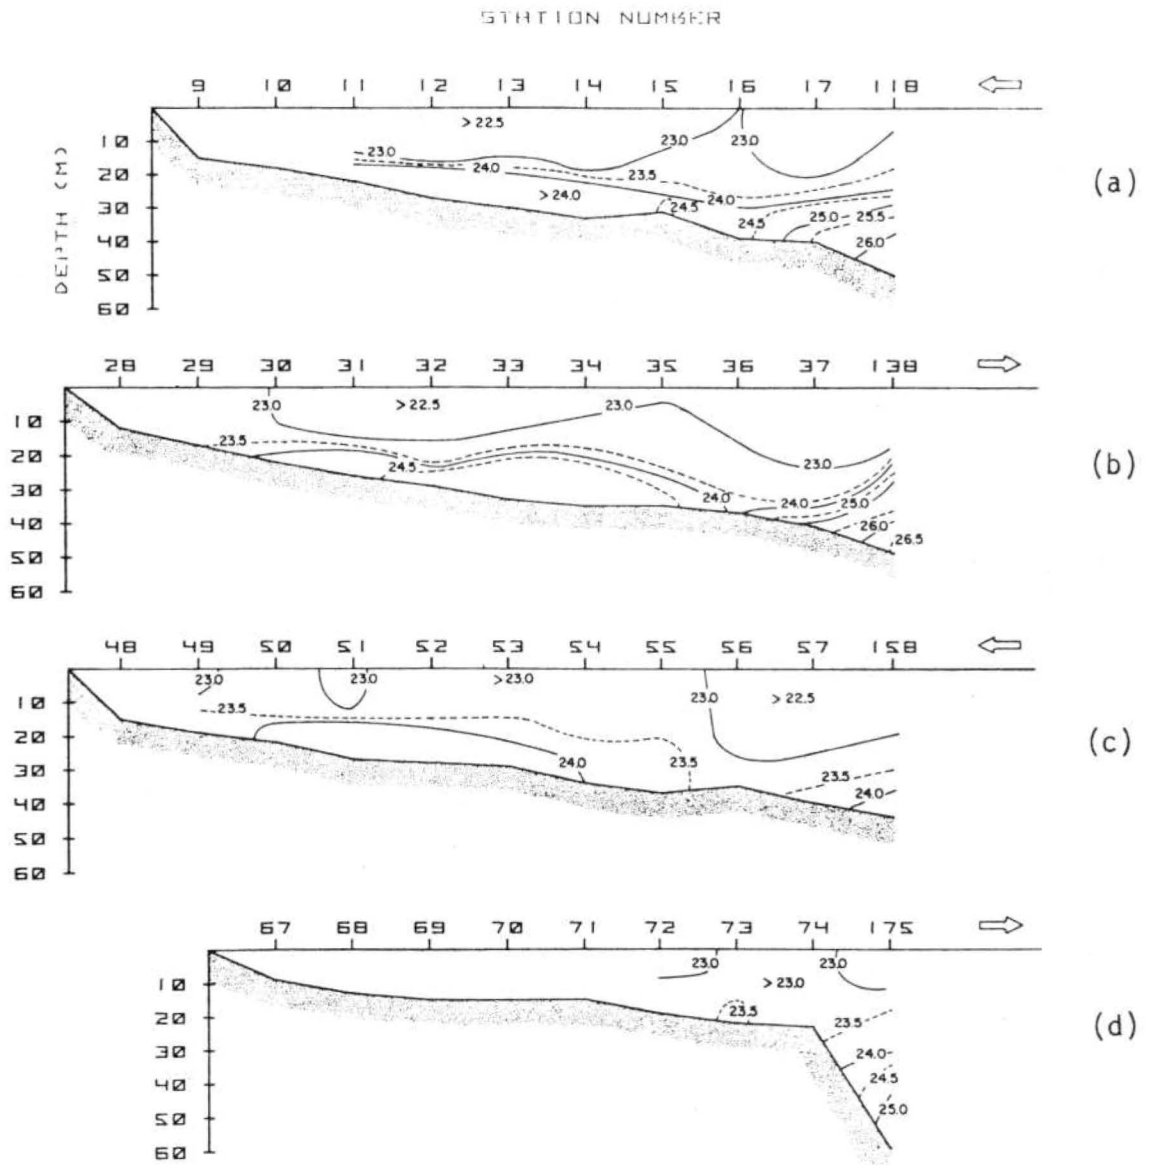 STATION NUMBER
9 10 11 12 13 14 15 16 17 118
> 22.5
23.0 23.0
10
23.0
20 24.0 23.5
> 24.0 24.0
30 24.5 24.5 25.0 25.5
40 26.0
50
60
DEPTH (M)
(a)
28 29 30 31 32 33 34 35 36 37 138
23.0 > 22.5 23.0
10
23.5
20 24.5 23.0
30 24.0 24.0 25.0
40 26.0
26.5
50
60
(b)
48 49 50 51 52 53 54 55 56 57 158
23.0 23.0 > 23.0 23.0 > 22.5
10 23.5
20
30 24.0 23.5 23.5
24.0
40
50
60
(c)
67 68 69 70 71 72 73 74 175
23.0 23.0
10 > 23.0
20 23.5 23.5
30 24.0
40 24.5
25.0
50
60
(d)